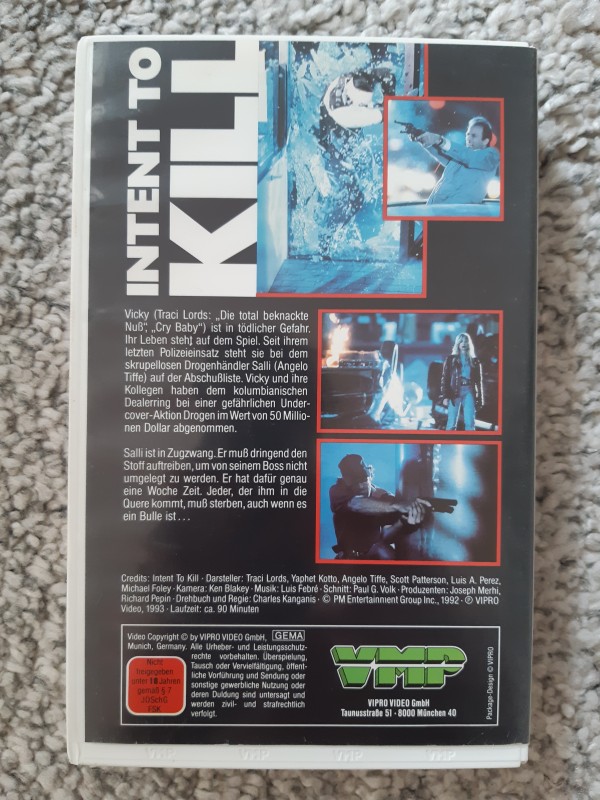 INTENT TO
KILL
Vicky (Traci Lords: „Die total beknackte
Nuß“, „Cry Baby“) ist in tödlicher Gefahr.
Ihr Leben steht auf dem Spiel. Seit ihrem
letzten Polizeieinsatz steht sie bei dem
skrupellosen Drogenhändler Salli (Angelo
Tiffe) auf der Abschußliste. Vicky und ihre
Kollegen haben dem kolumbianischen
Dealerring bei einer gefährlichen Under-
cover-Aktion Drogen im Wert von 50 Millio-
nen Dollar abgenommen.
Salli ist in Zugzwang. Er muß dringend den
Stoff auftreiben, um von seinem Boss nicht
umgelegt zu werden. Er hat dafür genau
eine Woche Zeit. Jeder, der ihm in die
Quere kommt, muß sterben, auch wenn es
ein Bulle ist...
Credits: Intent To Kill · Darsteller: Traci Lords, Yaphet Kotto, Angelo Tiffe, Scott Patterson, Luis A. Perez,
Michael Foley · Kamera: Ken Blakey · Musik: Luis Febré · Schnitt: Paul G. Volk · Produzenten: Joseph Merhi,
Richard Pepin · Drehbuch und Regie: Charles Kanganis · © PM Entertainment Group Inc., 1992 · ℗ VIPRO
Video, 1993 · Laufzeit: ca. 90 Minuten
Video Copyright © by VIPRO VIDEO GmbH, GEMA
Munich, Germany. Alle Urheber- und Leistungsschutz-
rechte vorbehalten. Überspielung,
Tausch oder Vervielfältigung, öffent-
liche Vorführung und Sendung oder
sonstige gewerbliche Nutzung oder
deren Duldung sind untersagt und
werden zivil- und strafrechtlich
verfolgt.
Nicht
freigegeben
unter 18 Jahren
gemäß § 7
JÖSchG
FSK
VMP
VIPRO VIDEO GmbH
Taunusstraße 51 · 8000 München 40
Package-Design © VIPRO
VMP VMP VMP VMP